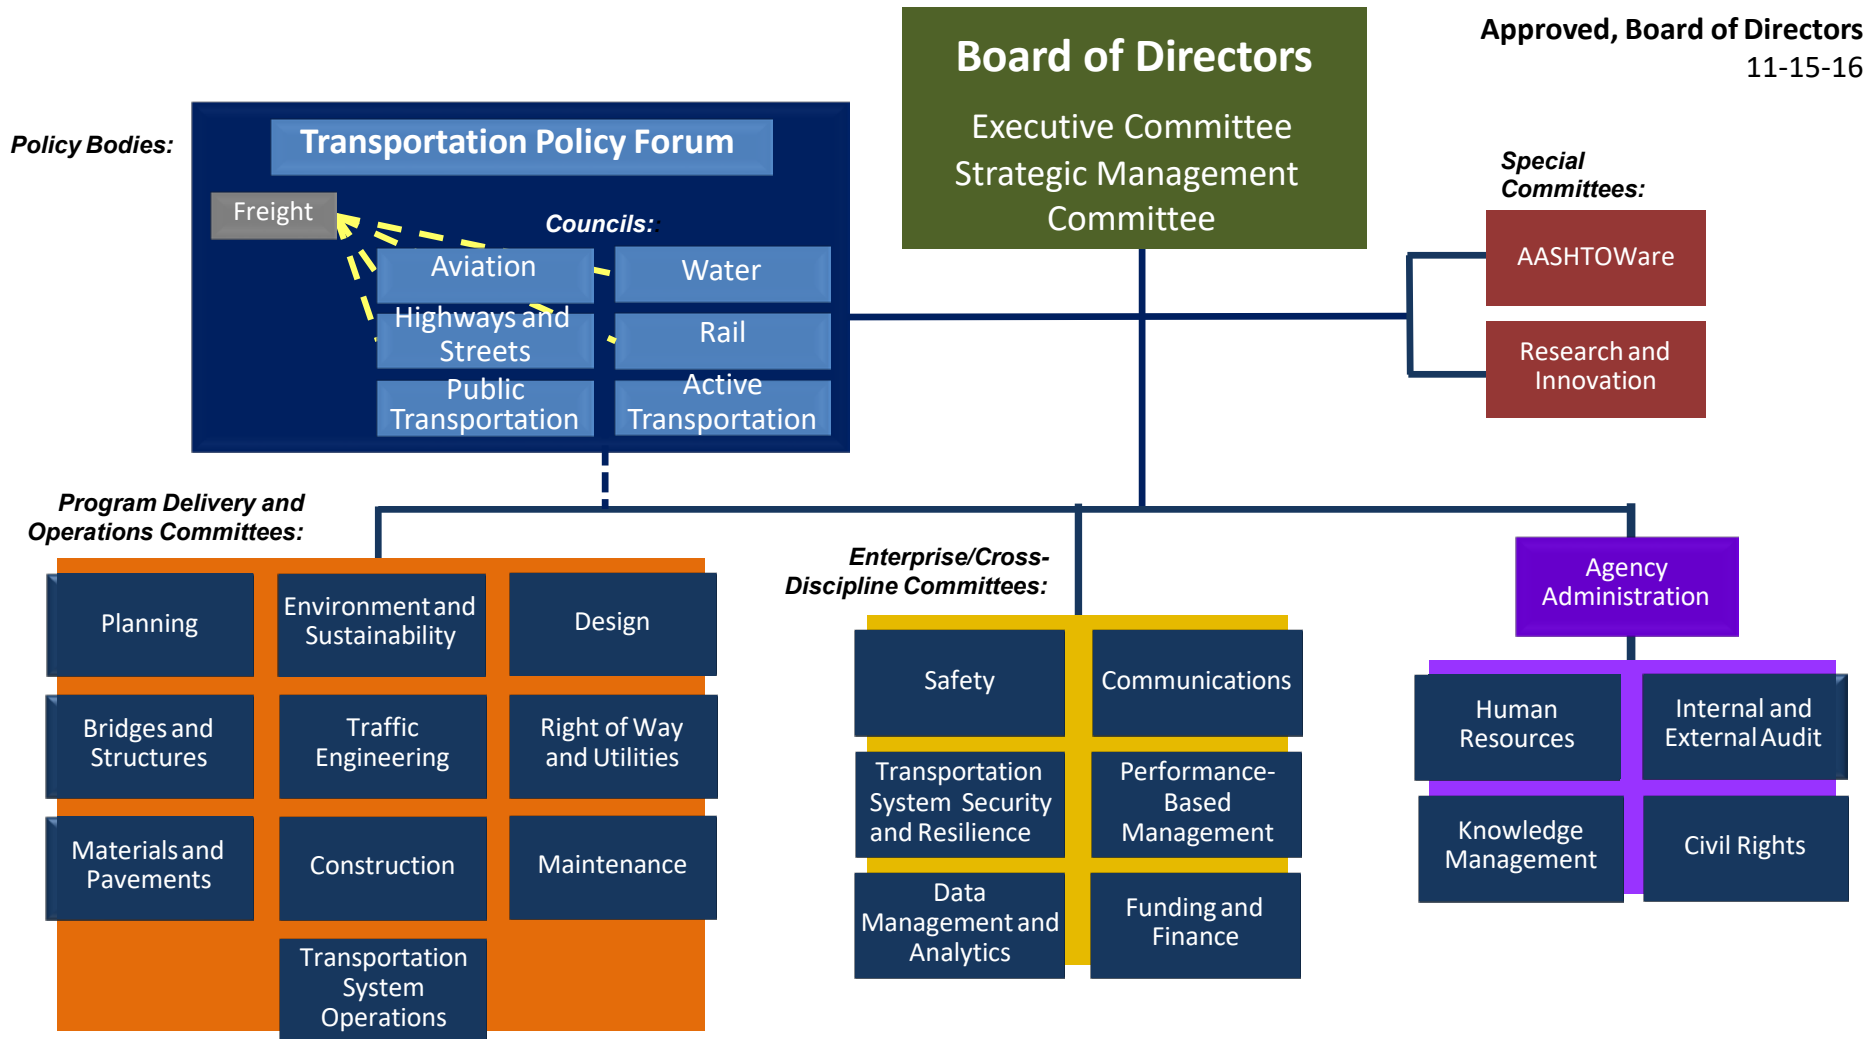 Approved, Board of Directors
11-15-16
Board of Directors
Executive Committee
Strategic Management
Committee
Policy Bodies:
Transportation Policy Forum
Freight
Councils::
Aviation
Water
Highways and
Streets
Rail
Public
Transportation
Active
Transportation
Special
Committees:
AASHTOWare
Research and
Innovation
Program Delivery and
Operations Committees:
Planning
Environment and
Sustainability
Design
Bridges and
Structures
Traffic
Engineering
Right of Way
and Utilities
Materials and
Pavements
Construction
Maintenance
Transportation
System
Operations
Enterprise/Cross-
Discipline Committees:
Safety
Communications
Transportation
System Security
and Resilience
Performance-
Based
Management
Data
Management and
Analytics
Funding and
Finance
Agency
Administration
Human
Resources
Internal and
External Audit
Knowledge
Management
Civil Rights